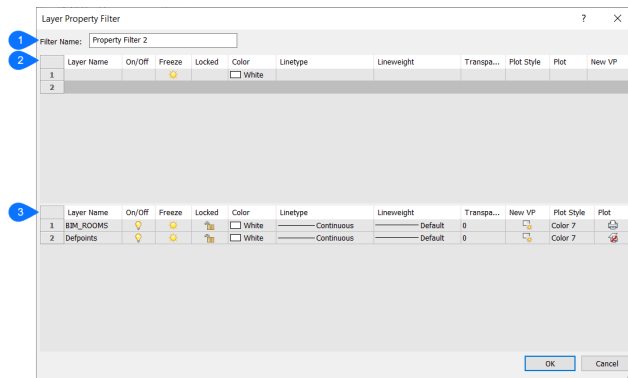 Layer Property Filter ? X
1 Filter Name: Property Filter 2
2 Layer Name On/Off Freeze Locked Color Linetype Lineweight Transpa... Plot Style Plot New VP
1 White
2
3 Layer Name On/Off Freeze Locked Color Linetype Lineweight Transpa... New VP Plot Style Plot
1 BIM_ROOMS White Continuous Default 0 Color 7
2 Defpoints White Continuous Default 0 Color 7
OK Cancel